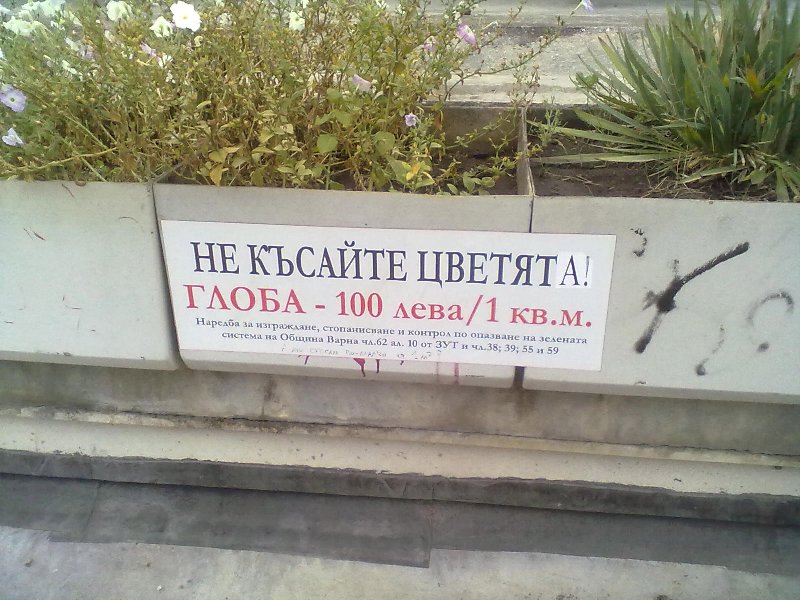 НЕ КЪСАЙТЕ ЦВЕТЯТА!
ГЛОБА - 100 лева/1 кв.м.
Наредба за изграждане, стопанисване и контрол по опазване на зелената
система на Община Варна чл.62 ал. 10 от ЗУТ и чл.38; 39; 55 и 59